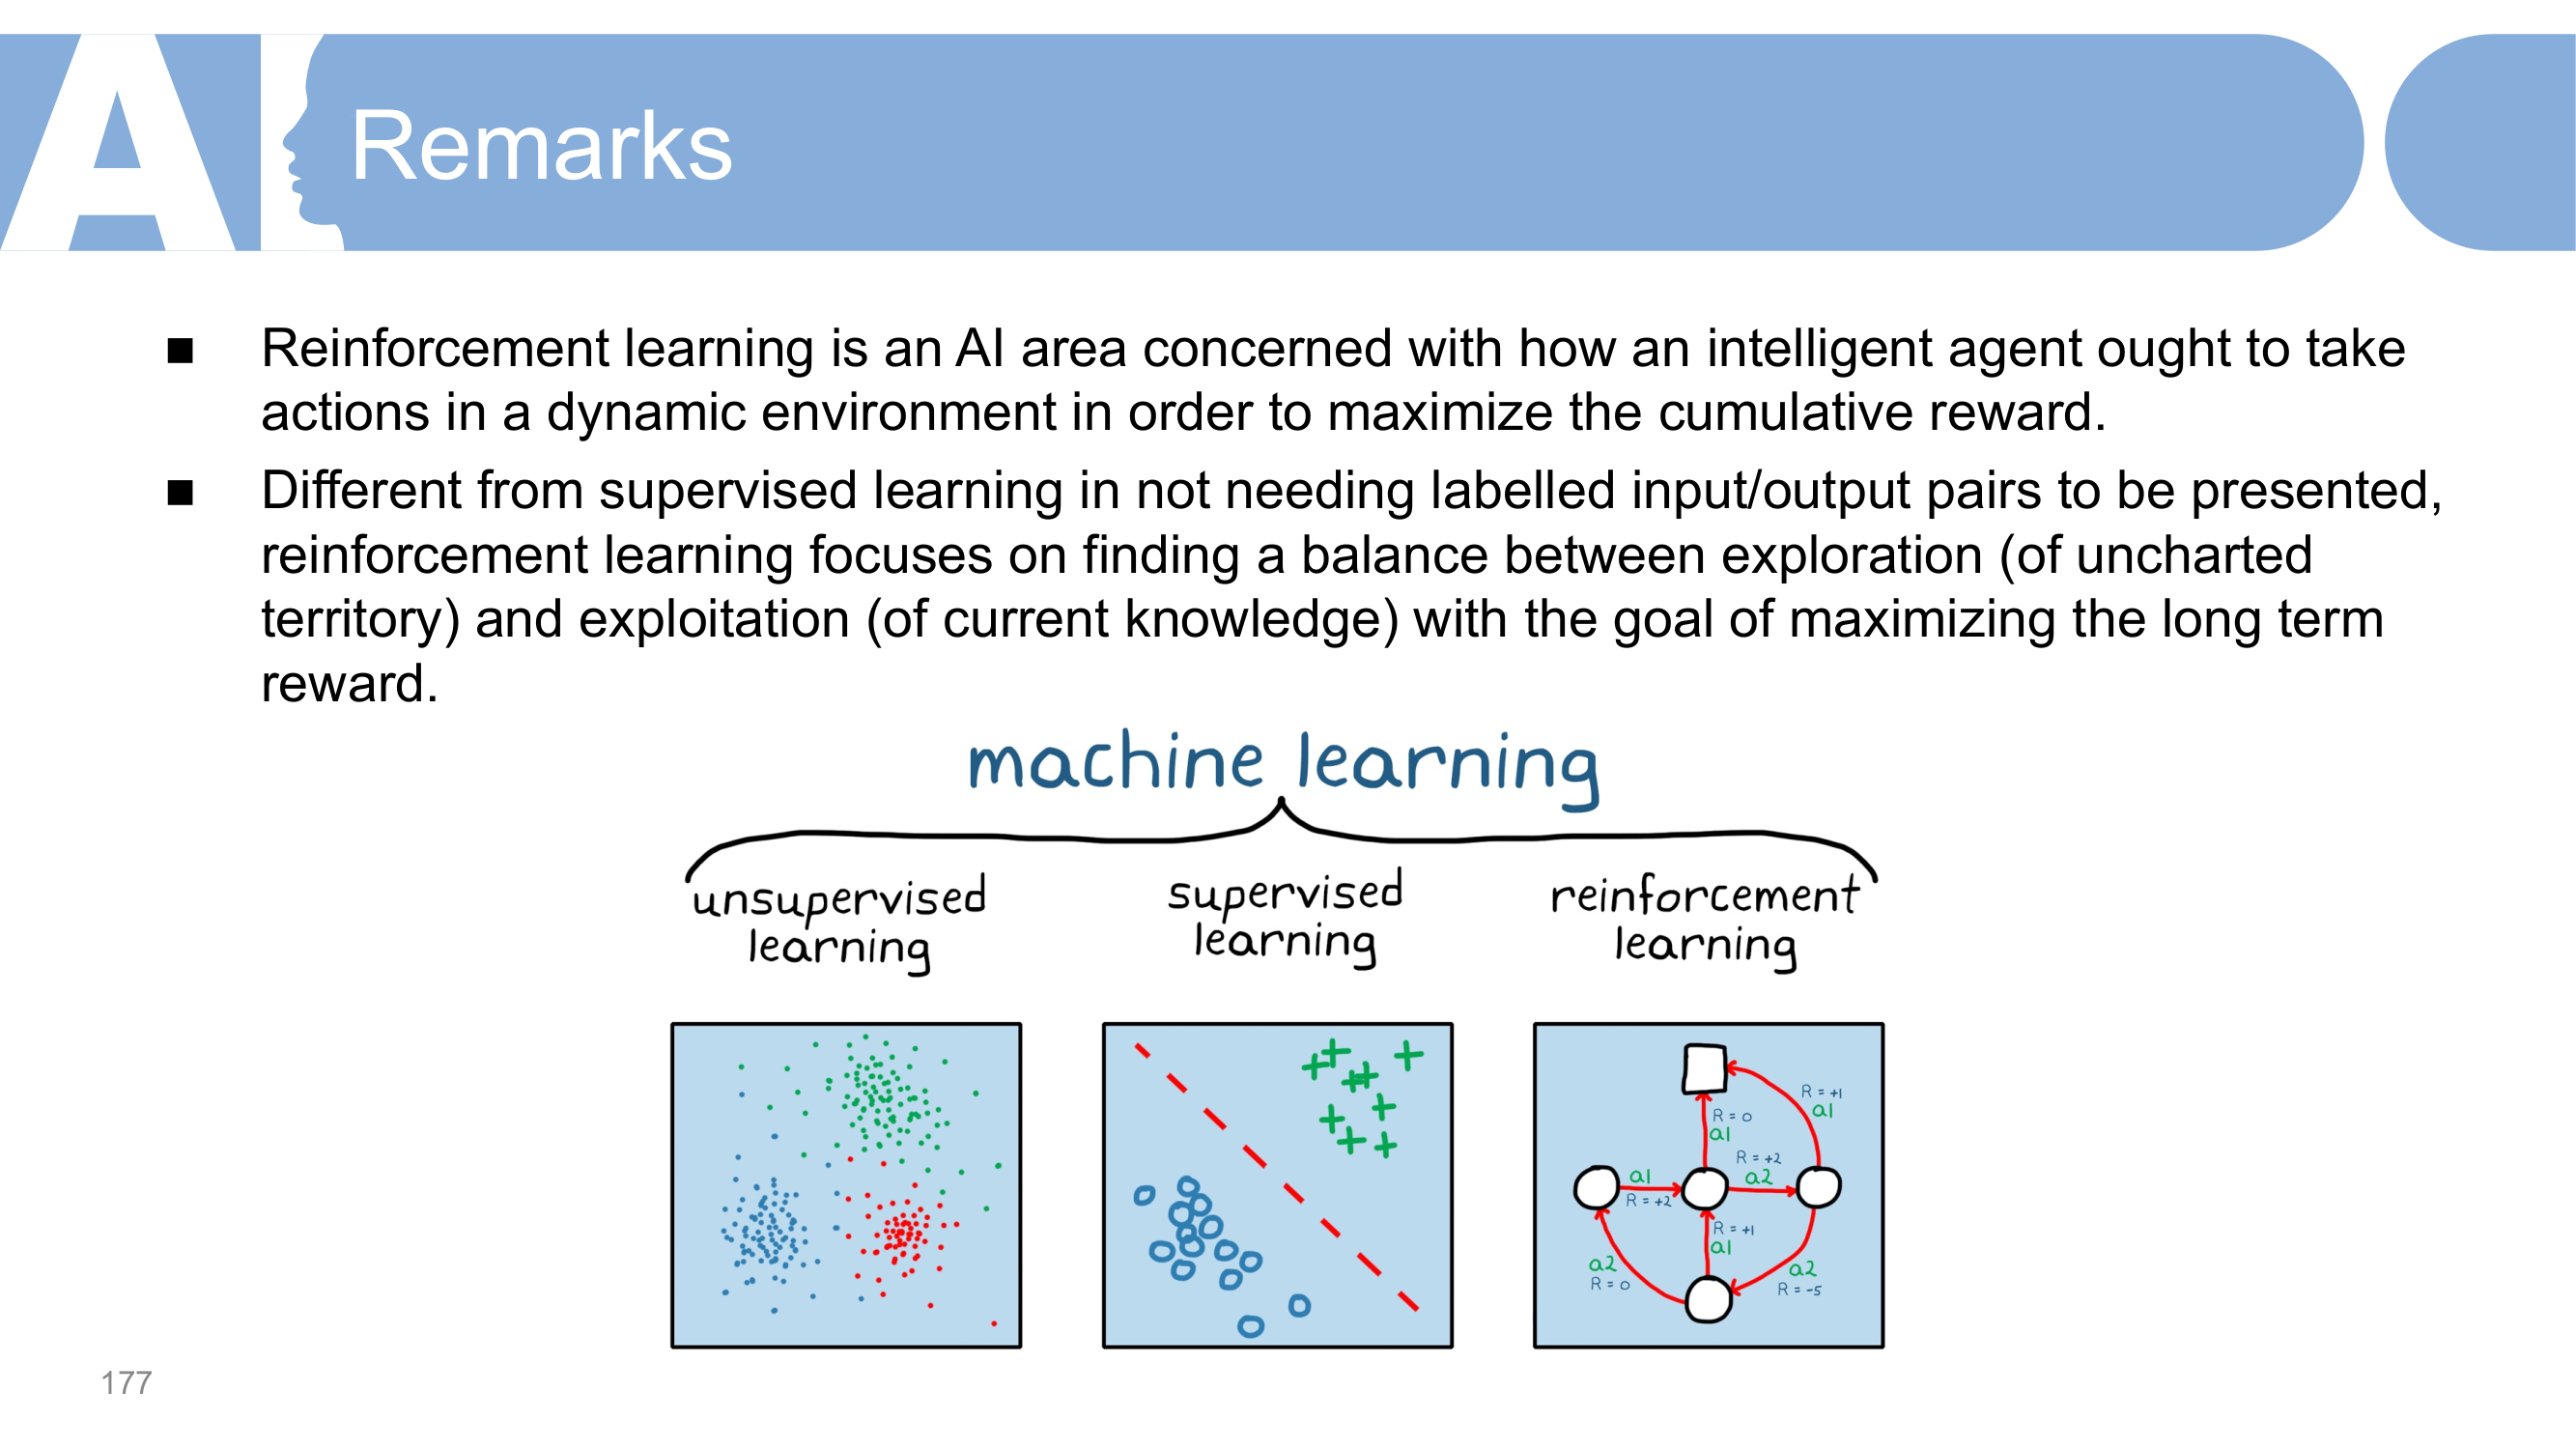 AI
Remarks
■ Reinforcement learning is an AI area concerned with how an intelligent agent ought to take
actions in a dynamic environment in order to maximize the cumulative reward.
■ Different from supervised learning in not needing labelled input/output pairs to be presented,
reinforcement learning focuses on finding a balance between exploration (of uncharted
territory) and exploitation (of current knowledge) with the goal of maximizing the long term
reward.
machine learning
unsupervised
learning
supervised
learning
reinforcement
learning
R = +1
a1
R = 0
a1
R = +2
a2
a1
R = +2
R = +1
a1
a2
R = 0
a2
R = -5
177